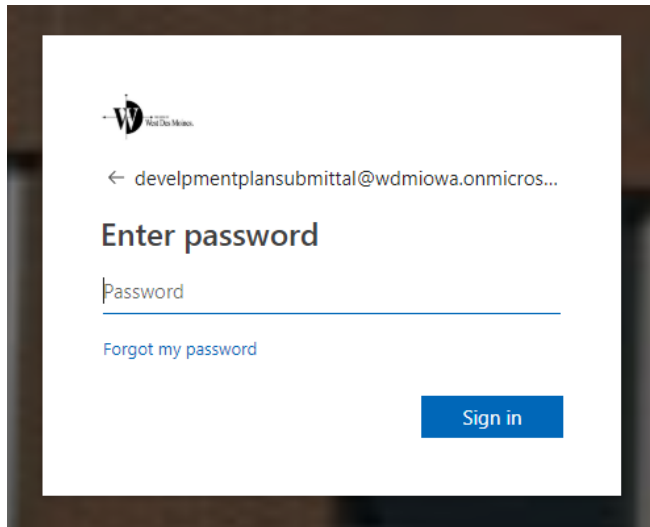 W
West Des Moines.
← develpmentplansubmittal@wdmiowa.onmicros...
Enter password
Password
Forgot my password
Sign in